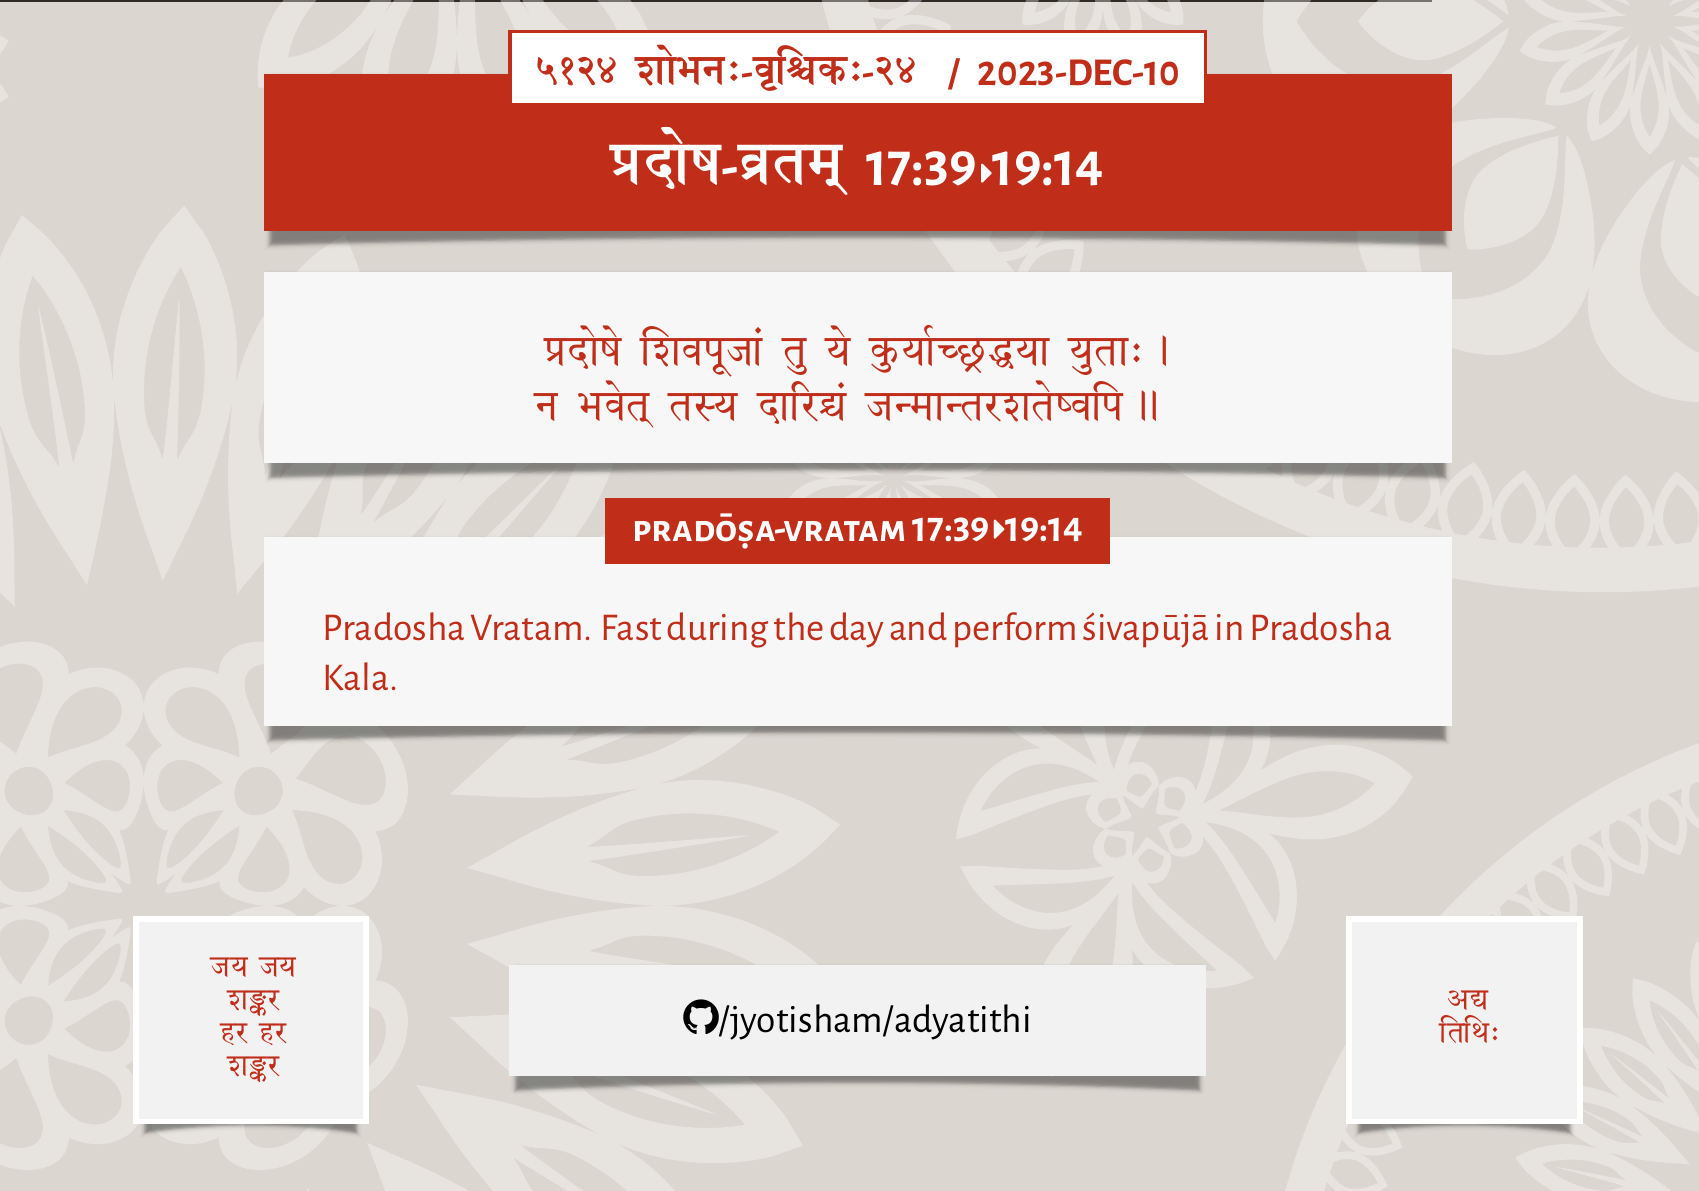 ५१२४ शोभनः-वृश्चिकः-२४ / 2023-DEC-10
प्रदोष-व्रतम् 17:39▸19:14
प्रदोषे शिवपूजां तु ये कुर्याच्छ्रद्धया युताः।
न भवेत् तस्य दारिद्र्यं जन्मान्तरशतेष्वपि॥
PRADŌṢA-VRATAM 17:39▸19:14
Pradosha Vratam. Fast during the day and perform śivapūjā in Pradosha
Kala.
जय जय
शङ्कर
हर हर
शङ्कर
/jyotisham/adyatithi
अद्य
तिथिः